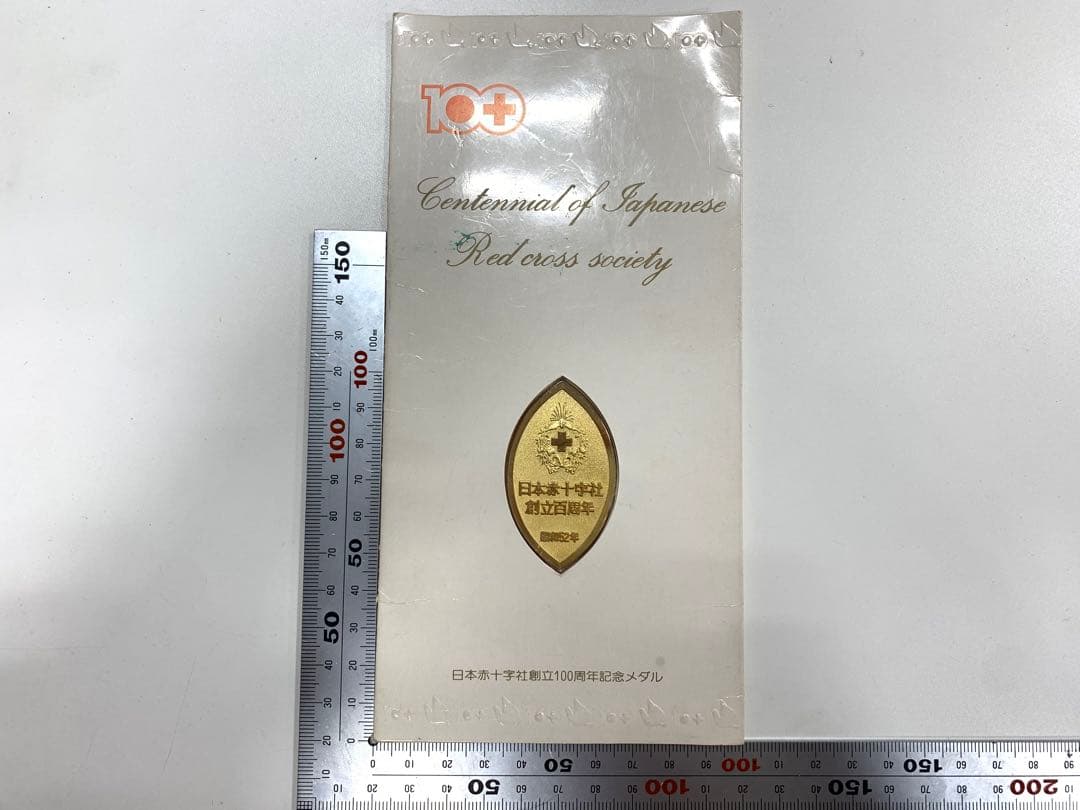 100+
Centennial of Japanese
Red cross society
日本赤十字社
創立百周年
昭和52年
日本赤十字社創立100周年記念メダル